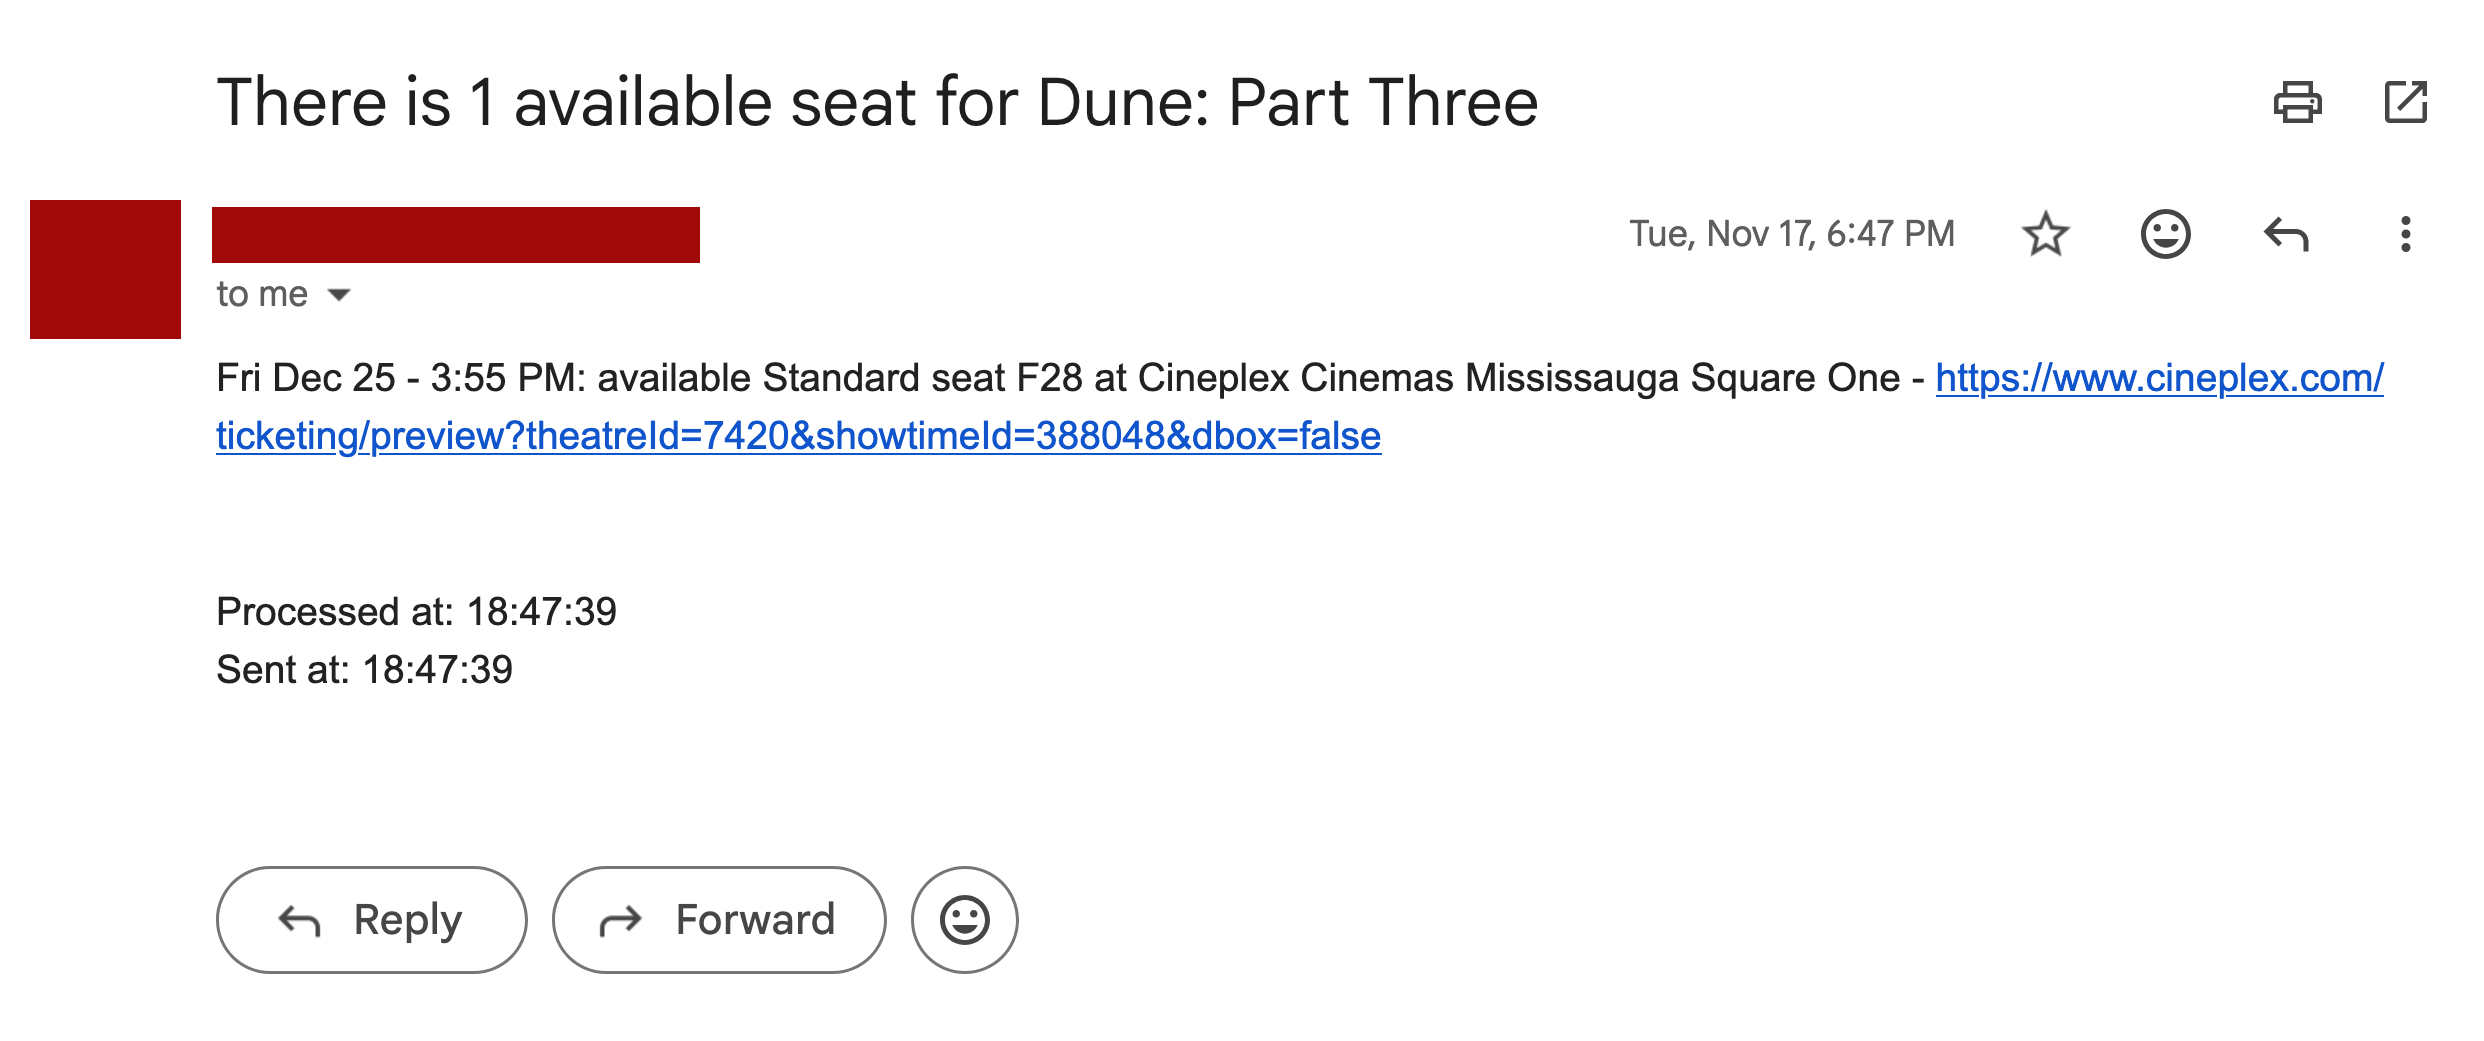 There is 1 available seat for Dune: Part Three
Tue, Nov 17, 6:47 PM
to me
Fri Dec 25 - 3:55 PM: available Standard seat F28 at Cineplex Cinemas Mississauga Square One - https://www.cineplex.com/
ticketing/preview?theatreId=7420&showtimeId=388048&dbox=false
Processed at: 18:47:39
Sent at: 18:47:39
Reply
Forward